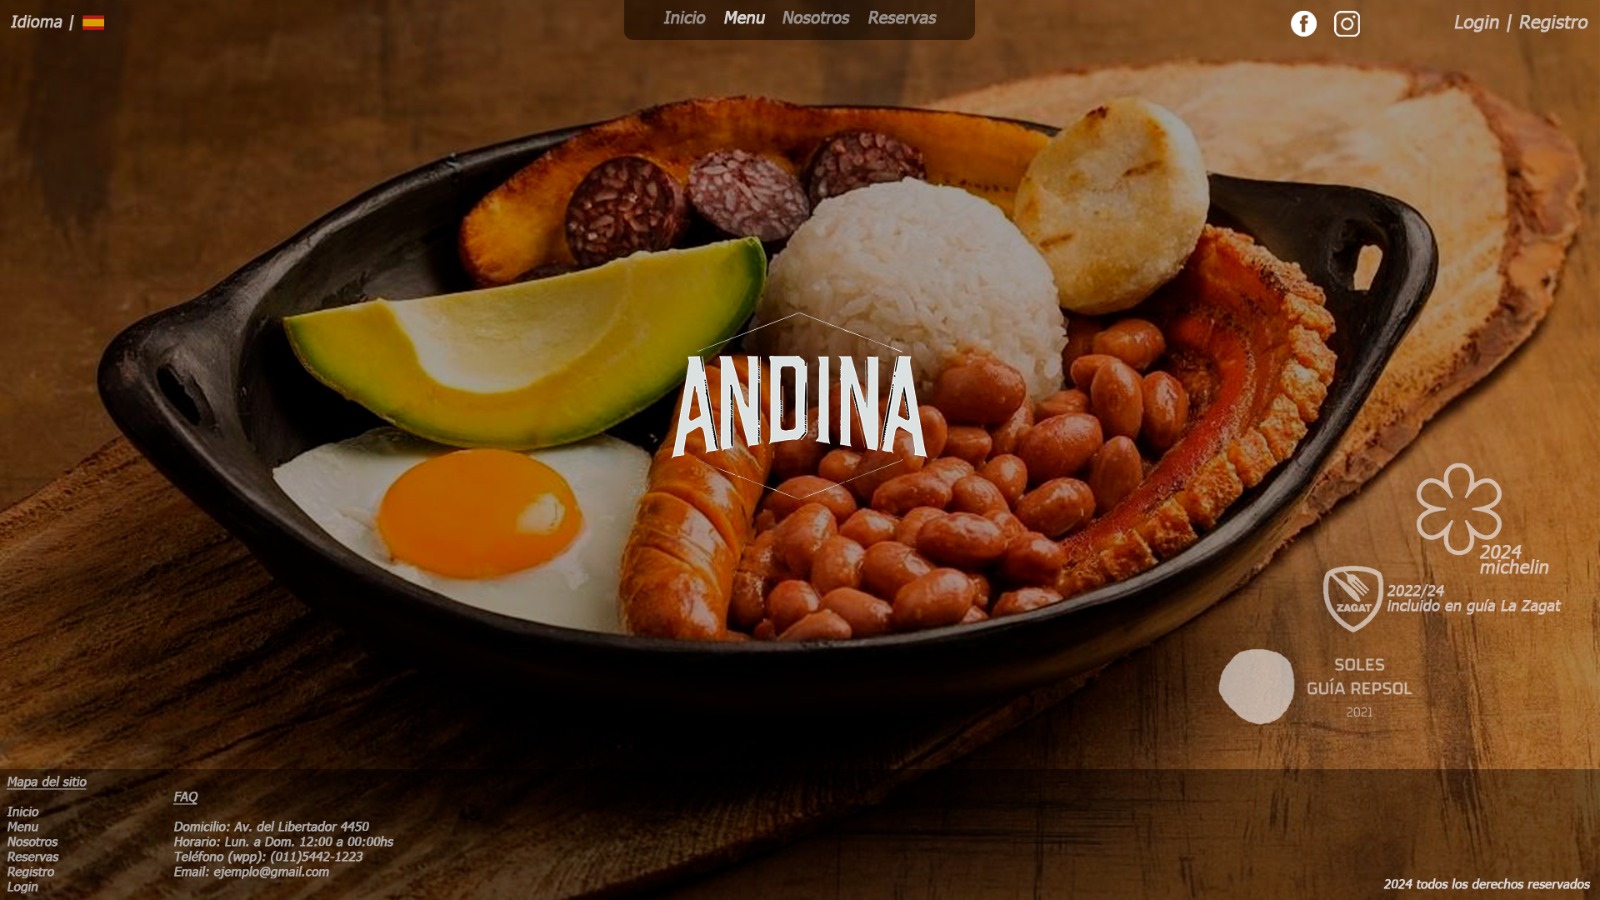 Idioma |
Inicio Menu Nosotros Reservas
Login | Registro
ANDINA
2024
michelin
ZAGAT
2022/24
Incluido en guía La Zagat
SOLES
GUÍA REPSOL
2021
Mapa del sitio
Inicio
Menu
Nosotros
Reservas
Registro
Login
FAQ
Domicilio: Av. del Libertador 4450
Horario: Lun. a Dom. 12:00 a 00:00hs
Teléfono (wpp): (011)5442-1223
Email: ejemplo@gmail.com
2024 todos los derechos reservados